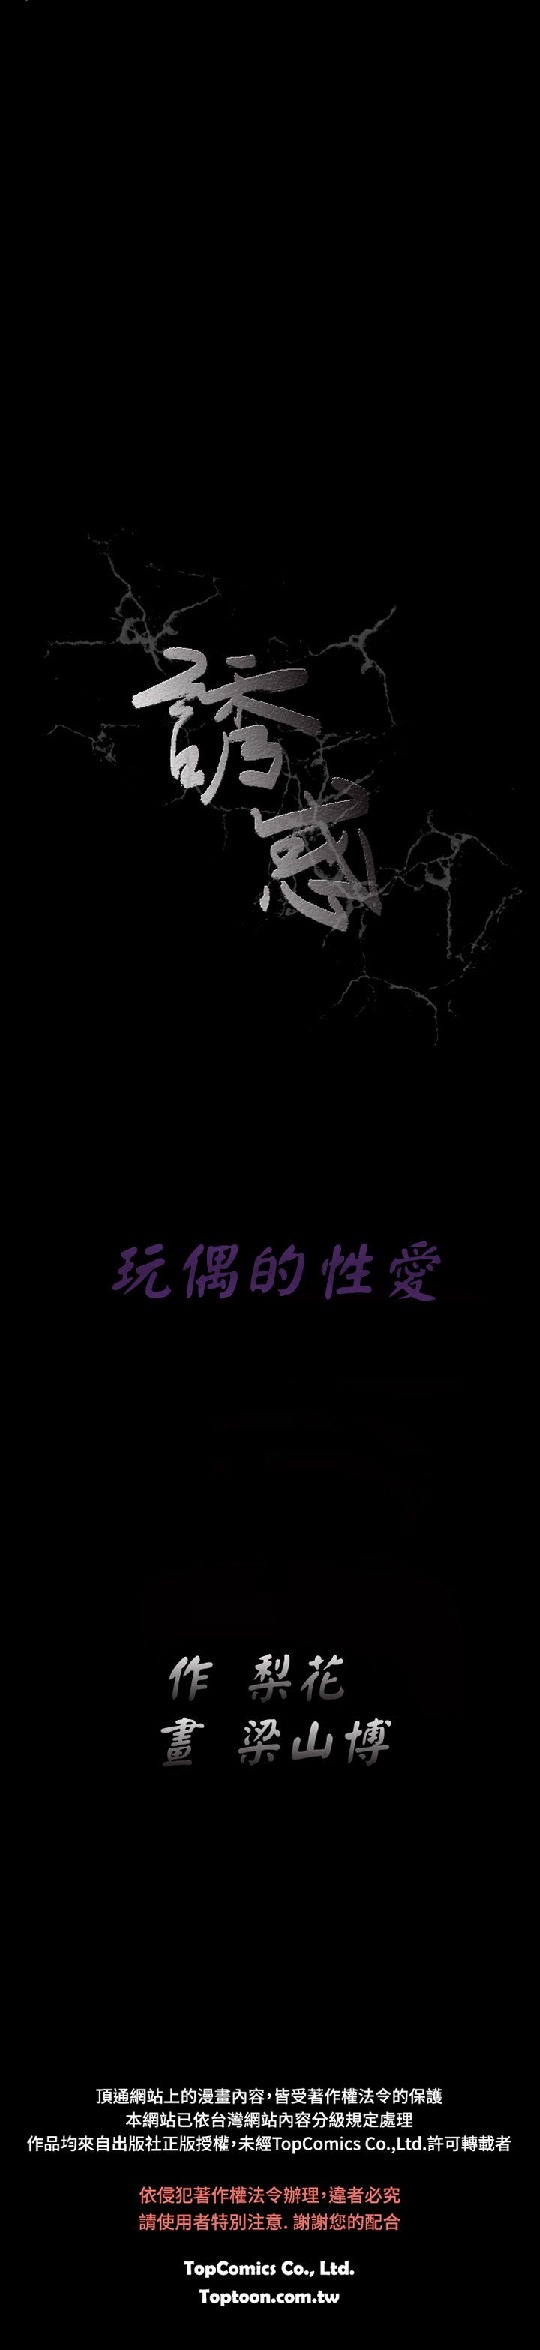 誘
惑
玩偶的性愛
作 梨花
畫 梁山博
頂通網站上的漫畫內容，皆受著作權法令的保護
本網站已依台灣網站內容分級規定處理
作品均來自出版社正版授權，未經TopComics Co.,Ltd.許可轉載者
依侵犯著作權法令辦理，違者必究
請使用者特別注意. 謝謝您的配合
TopComics Co., Ltd.
Toptoon.com.tw